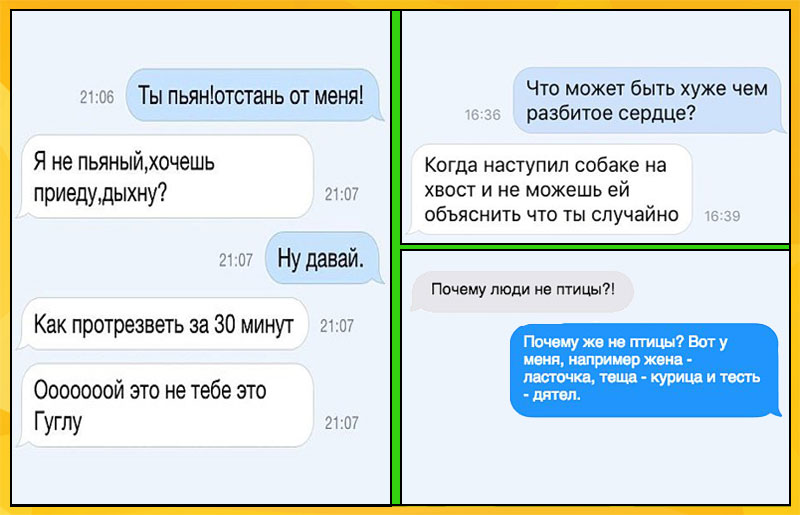 21:06
Ты пьян!отстань от меня!
Я не пьяный,хочешь
приеду,дыхну?
21:07
21:07
Ну давай.
Как протрезветь за 30 минут
21:07
Ооооооой это не тебе это
Гуглу
21:07
Что может быть хуже чем
разбитое сердце?
16:36
Когда наступил собаке на
хвост и не можешь ей
объяснить что ты случайно
16:39
Почему люди не птицы?!
Почему же не птицы? Вот у
меня, например жена -
ласточка, теща - курица и тесть
- дятел.